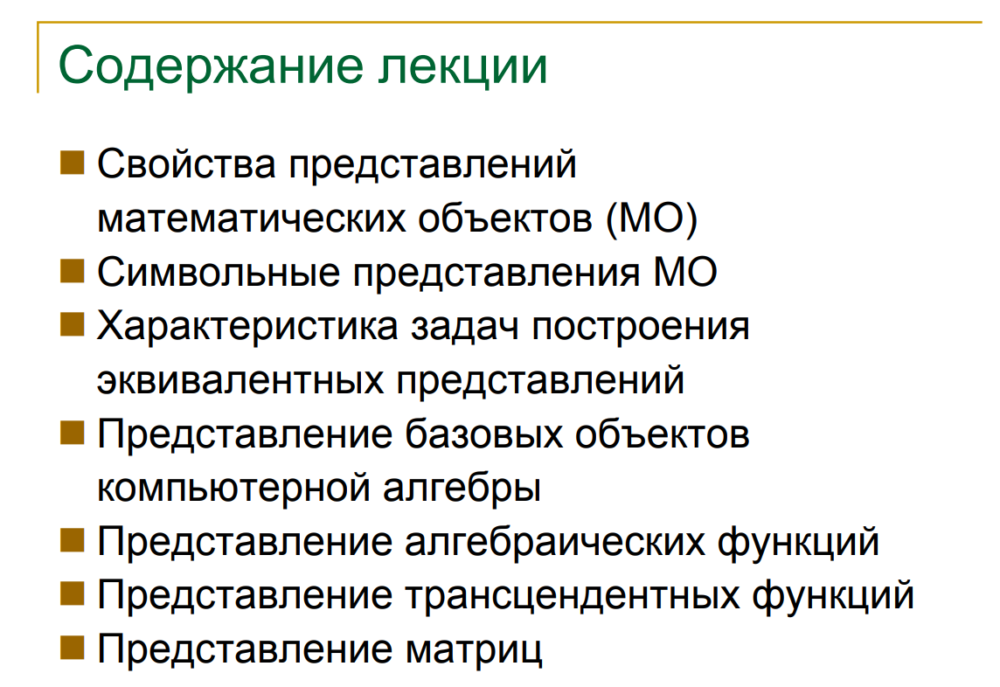 Содержание лекции
Свойства представлений
математических объектов (МО)
Символьные представления МО
Характеристика задач построения
эквивалентных представлений
Представление базовых объектов
компьютерной алгебры
Представление алгебраических функций
Представление трансцендентных функций
Представление матриц